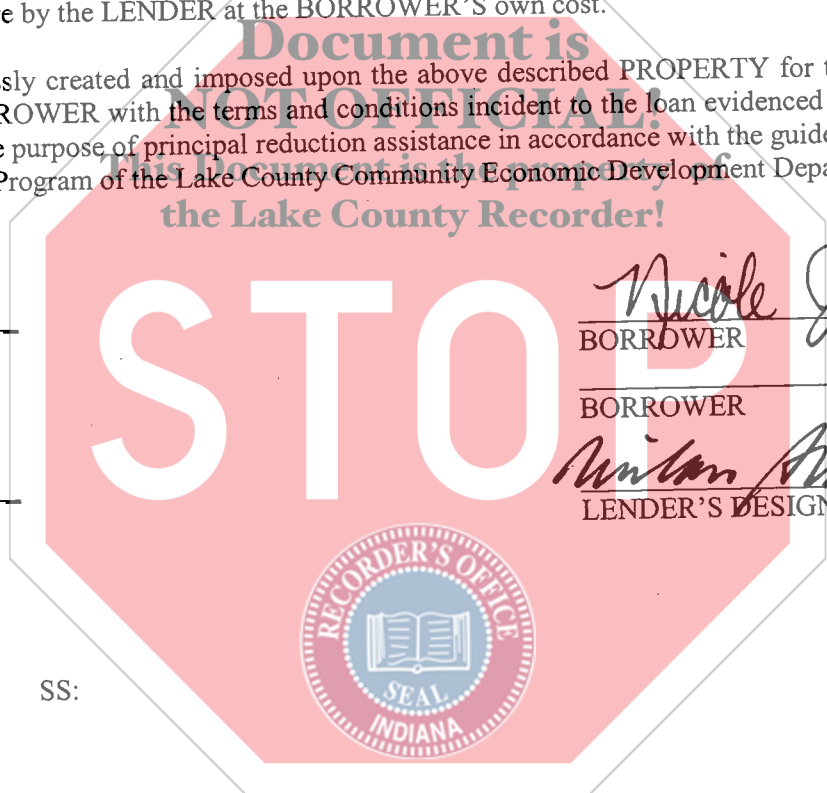 e by the LENDER at the BORROWER'S own cost.
Document is
sly created and imposed upon the above described PROPERTY for t
ROWER with the terms and conditions incident to the loan evidenced
NOT OFFICIAL!
e purpose of principal reduction assistance in accordance with the guide
This Document is the property of
Program of the Lake County Community Economic Development Depa
the Lake County Recorder!
Nicole
BORROWER
STOP
BORROWER
LENDER'S DESIGN
RECORDER'S OFFICE
SEAL
INDIANA
SS: